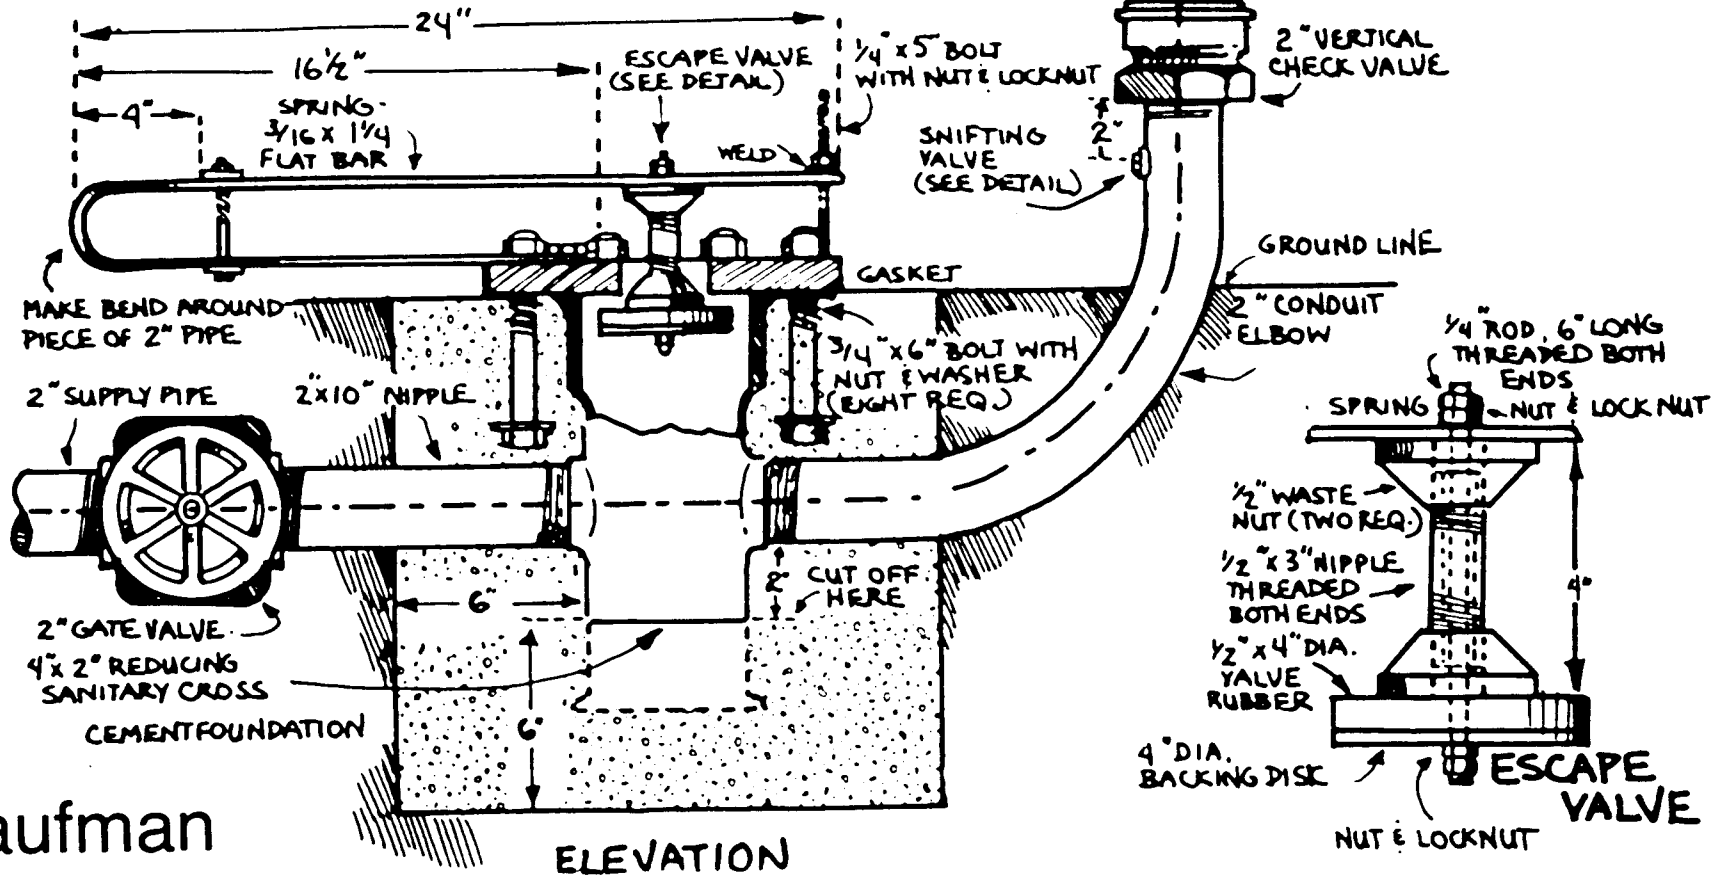 24"
16½"
4"
SPRING
3/16 x 1¼
FLAT BAR
ESCAPE VALVE
(SEE DETAIL)
¼" x 5" BOLT
WITH NUT & LOCKNUT
WELD
2" VERTICAL
CHECK VALVE
2"
SNIFTING
VALVE
(SEE DETAIL)
GROUND LINE
GASKET
MAKE BEND AROUND
PIECE OF 2" PIPE
2" CONDUIT
ELBOW
¾" x 6" BOLT WITH
NUT & WASHER
(EIGHT REQ.)
2" SUPPLY PIPE
2" x 10" NIPPLE
¼" ROD, 6" LONG
THREADED BOTH
ENDS
SPRING
NUT & LOCK NUT
½" WASTE
NUT (TWO REQ.)
½" x 3" NIPPLE
THREADED
BOTH ENDS
4"
½" x 4" DIA.
VALVE
RUBBER
4" DIA.
BACKING DISK
NUT & LOCKNUT
ESCAPE
VALVE
6"
2"
CUT OFF
HERE
2" GATE VALVE
4" x 2" REDUCING
SANITARY CROSS
CEMENT FOUNDATION
6"
aufman
ELEVATION